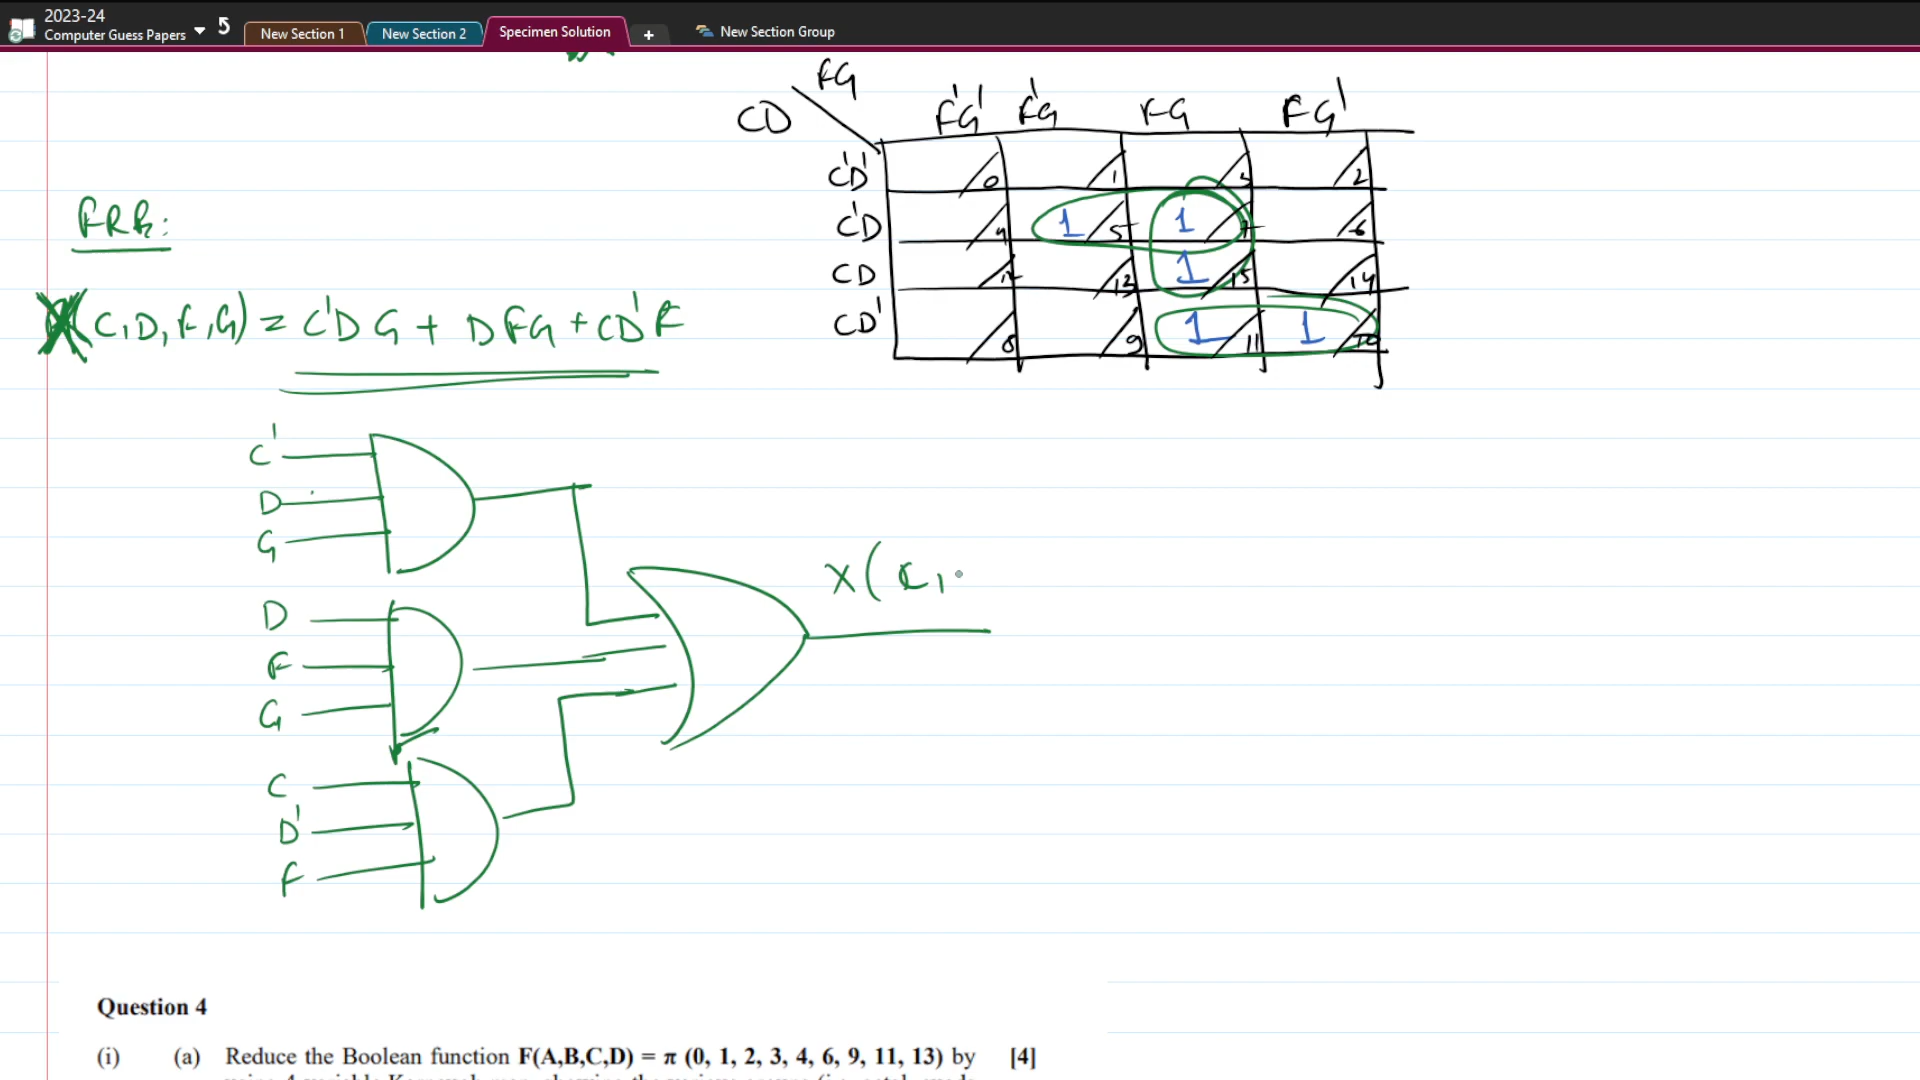 2023-24
Computer Guess Papers
New Section 1
New Section 2
Specimen Solution
+
New Section Group
FG
CD
F'G' F'G FG FG'
C'D' 0 1 3 2
C'D 4 1 5 1 7 6
CD 12 13 1 15 14
CD' 8 9 1 11 1 10
X(C,D,F,G) = C'DG + DFG + CD'F
C'
D
G
D
F
G
C
D'
F
X(C,
Question 4
(i) (a) Reduce the Boolean function F(A,B,C,D) = π (0, 1, 2, 3, 4, 6, 9, 11, 13) by [4]